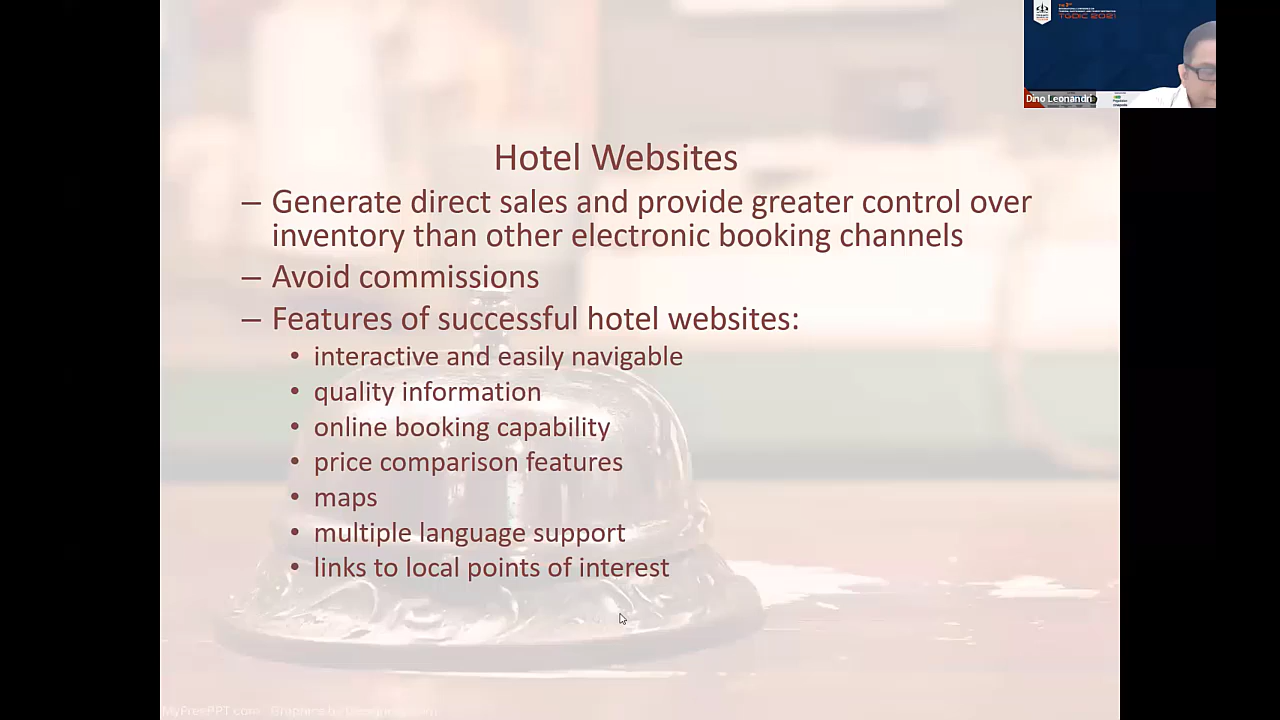 TGDIC 2021
Dino Leonandri
Hotel Websites
– Generate direct sales and provide greater control over
inventory than other electronic booking channels
– Avoid commissions
– Features of successful hotel websites:
• interactive and easily navigable
• quality information
• online booking capability
• price comparison features
• maps
• multiple language support
• links to local points of interest